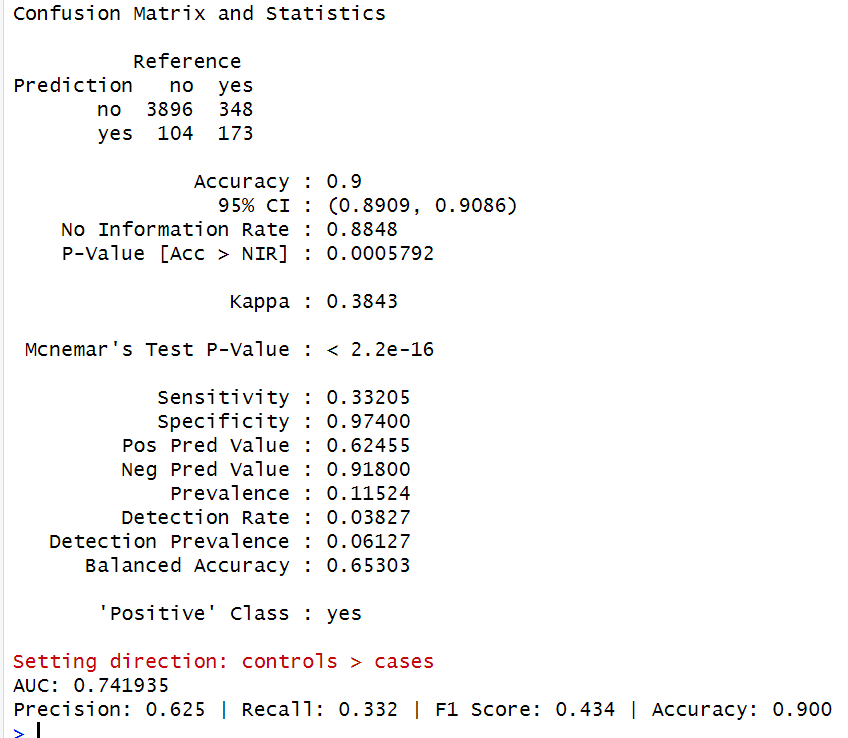 Confusion Matrix and Statistics
Reference
Prediction no yes
no 3896 348
yes 104 173
Accuracy : 0.9
95% CI : (0.8909, 0.9086)
No Information Rate : 0.8848
P-Value [Acc > NIR] : 0.0005792
Kappa : 0.3843
Mcnemar's Test P-Value : < 2.2e-16
Sensitivity : 0.33205
Specificity : 0.97400
Pos Pred Value : 0.62455
Neg Pred Value : 0.91800
Prevalence : 0.11524
Detection Rate : 0.03827
Detection Prevalence : 0.06127
Balanced Accuracy : 0.65303
'Positive' Class : yes
Setting direction: controls > cases
AUC: 0.741935
Precision: 0.625 | Recall: 0.332 | F1 Score: 0.434 | Accuracy: 0.900
>